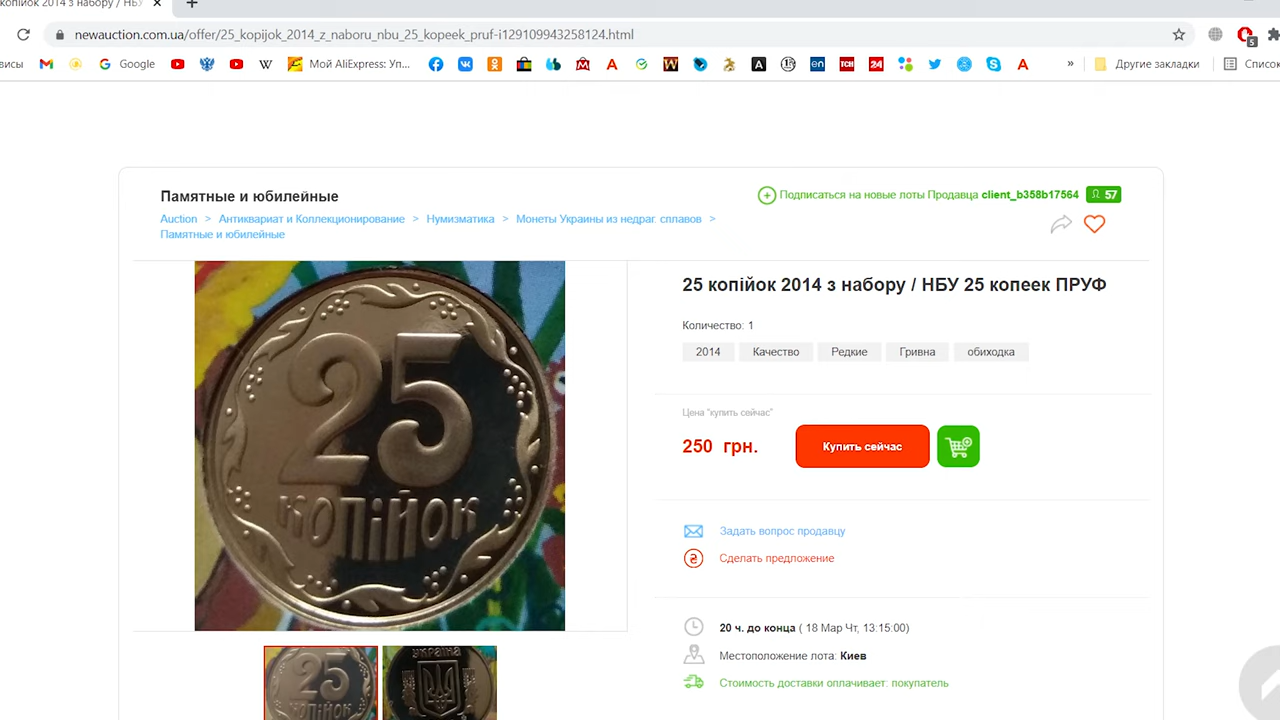 копійок 2014 з набору / НБУ
newauction.com.ua/offer/25_kopijok_2014_z_naboru_nbu_25_kopeek_pruf-i129109943258124.html
5
висы
Google
Мой AliExpress: Уп...
Другие закладки
Список
Памятные и юбилейные
Подписаться на новые лоты Продавца client_b358b17564 57
Auction > Антиквариат и Коллекционирование > Нумизматика > Монеты Украины из недраг. сплавов >
Памятные и юбилейные
25 копійок 2014 з набору / НБУ 25 копеек ПРУФ
Количество: 1
2014 Качество Редкие Гривна обиходка
Цена "купить сейчас"
250 грн. Купить сейчас
Задать вопрос продавцу
Сделать предложение
20 ч. до конца ( 18 Мар Чт, 13:15:00)
Местоположение лота: Киев
Стоимость доставки оплачивает: покупатель
25
КОПІЙОК
25
КОПІЙОК
УКРАЇНА